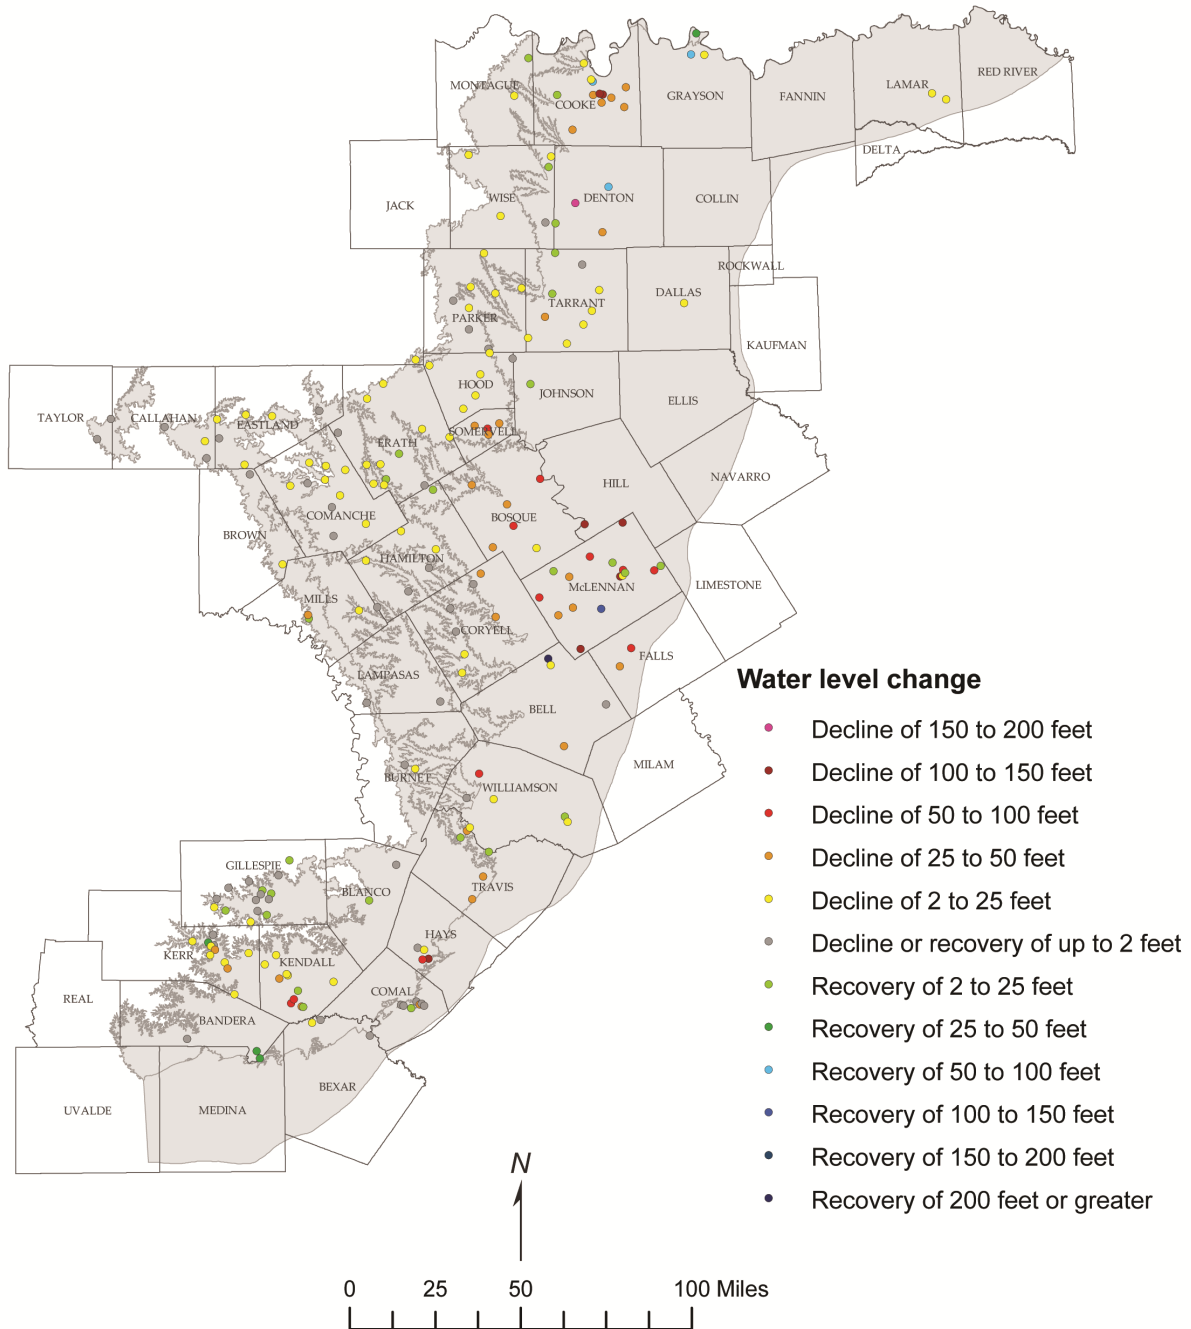 MONTAGUE
COOKE
GRAYSON
FANNIN
LAMAR
RED RIVER
DELTA
JACK
WISE
DENTON
COLLIN
ROCKWALL
PARKER
TARRANT
DALLAS
KAUFMAN
TAYLOR
CALLAHAN
EASTLAND
ERATH
HOOD
SOMERVELL
JOHNSON
ELLIS
NAVARRO
HILL
BOSQUE
COMANCHE
BROWN
HAMILTON
McLENNAN
LIMESTONE
MILLS
CORYELL
FALLS
LAMPASAS
BELL
MILAM
BURNET
WILLIAMSON
GILLESPIE
BLANCO
TRAVIS
HAYS
KERR
KENDALL
COMAL
REAL
BANDERA
BEXAR
UVALDE
MEDINA
Water level change
Decline of 150 to 200 feet
Decline of 100 to 150 feet
Decline of 50 to 100 feet
Decline of 25 to 50 feet
Decline of 2 to 25 feet
Decline or recovery of up to 2 feet
Recovery of 2 to 25 feet
Recovery of 25 to 50 feet
Recovery of 50 to 100 feet
Recovery of 100 to 150 feet
Recovery of 150 to 200 feet
Recovery of 200 feet or greater
N
0 25 50 100 Miles